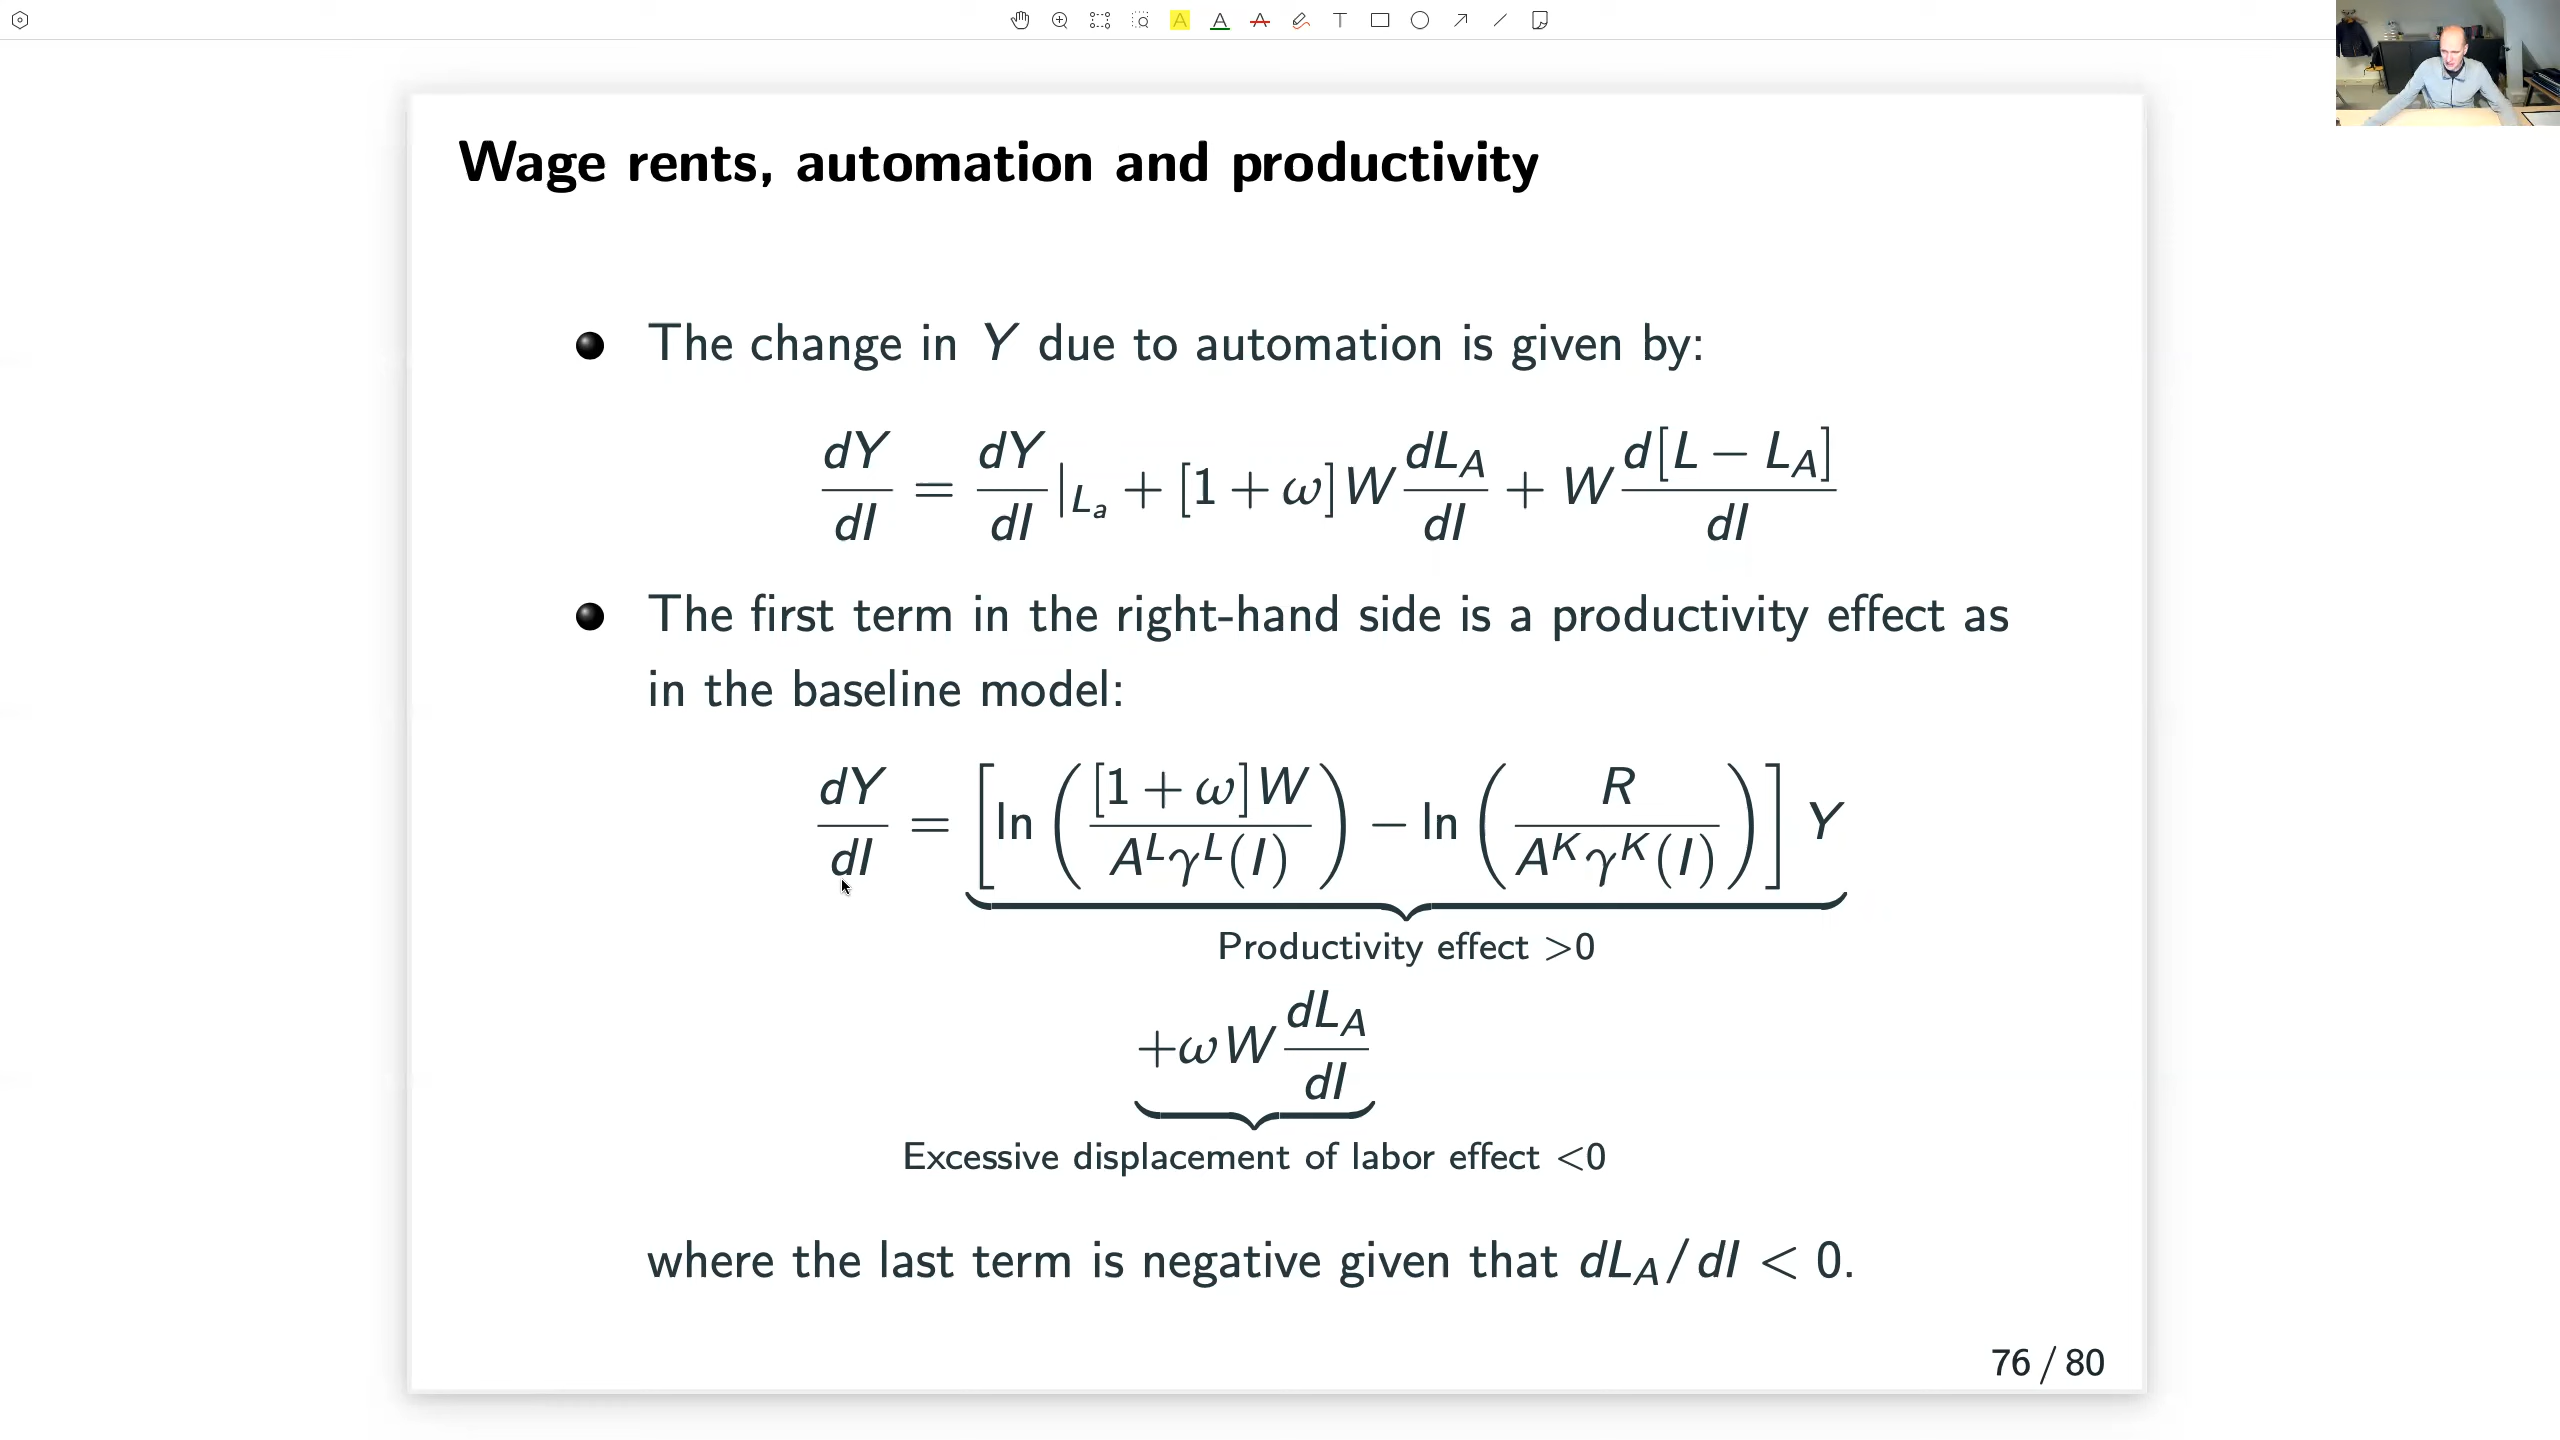 Wage rents, automation and productivity
The change in Y due to automation is given by:
dY/dI = dY/dI |_{L_a} + [1 + ω] W dL_A/dI + W d[L − L_A]/dI
The first term in the right-hand side is a productivity effect as
in the baseline model:
dY/dI = [ln ([1 + ω]W / A^L γ^L(I)) − ln (R / A^K γ^K(I))] Y
Productivity effect >0
+ωW dL_A/dI
Excessive displacement of labor effect <0
where the last term is negative given that dL_A/dI < 0.
76 / 80